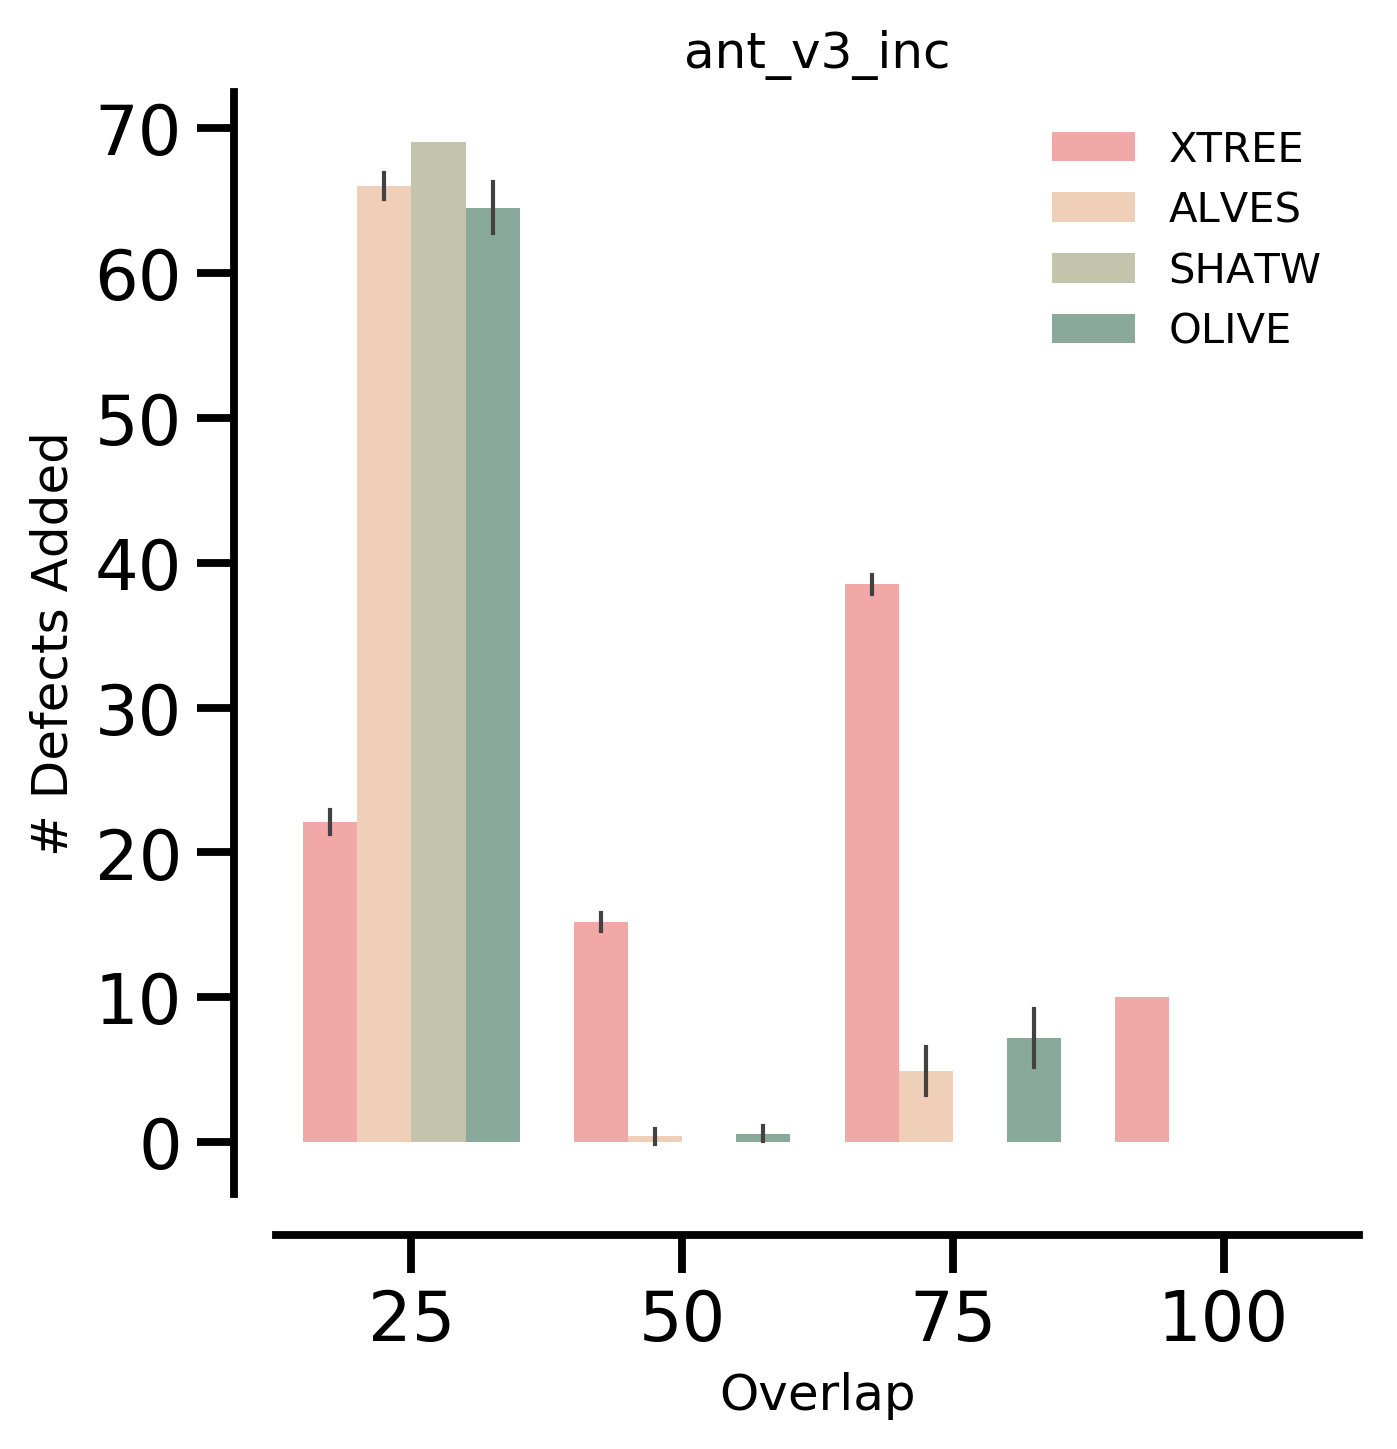 ant_v3_inc
XTREE
ALVES
SHATW
OLIVE
# Defects Added
70
60
50
40
30
20
10
0
25 50 75 100
Overlap